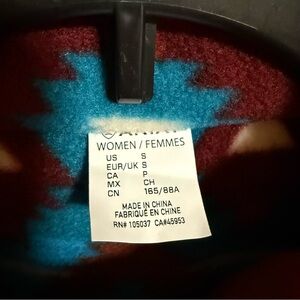 ARIAT
WOMEN / FEMMES
US S
EUR/UK S
CA P
MX CH
CN 165/88A
MADE IN CHINA
FABRIQUÉ EN CHINE
RN# 105037 CA#45953